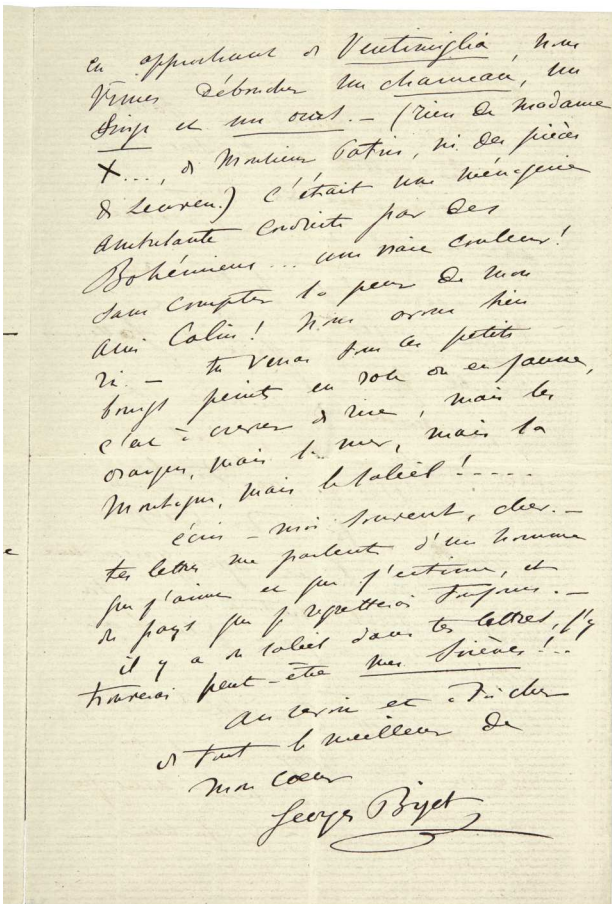 En approchant de Ventimiglia, nous
vîmes déboucher un chameau, un
singe et un ours. – (rien de madame
X..., de Monsieur Patin, ni des pièces
de Leuven.) C'était une ménagerie
ambulante conduite par des
Bohémiens... une vraie couleur!
sans compter la peur de mon
ami Colin! Nous avons bien
ri. – tu verras tous ces petits
bourgs peints en rose ou en jaune,
c'est à crever de rire, mais les
oranges, mais la mer, mais la
Montagne, mais le soleil! - - - -
écris-moi souvent, cher. –
tes lettres me parlent d'un homme
que j'aime et que j'estime, et
du pays que je regretterai toujours. –
il y a du soleil dans tes lettres, j'y
trouverai peut-être mes Sirènes!..
au revoir et à toi cher
de tout le meilleur de
mon coeur
Georges Bizet
e